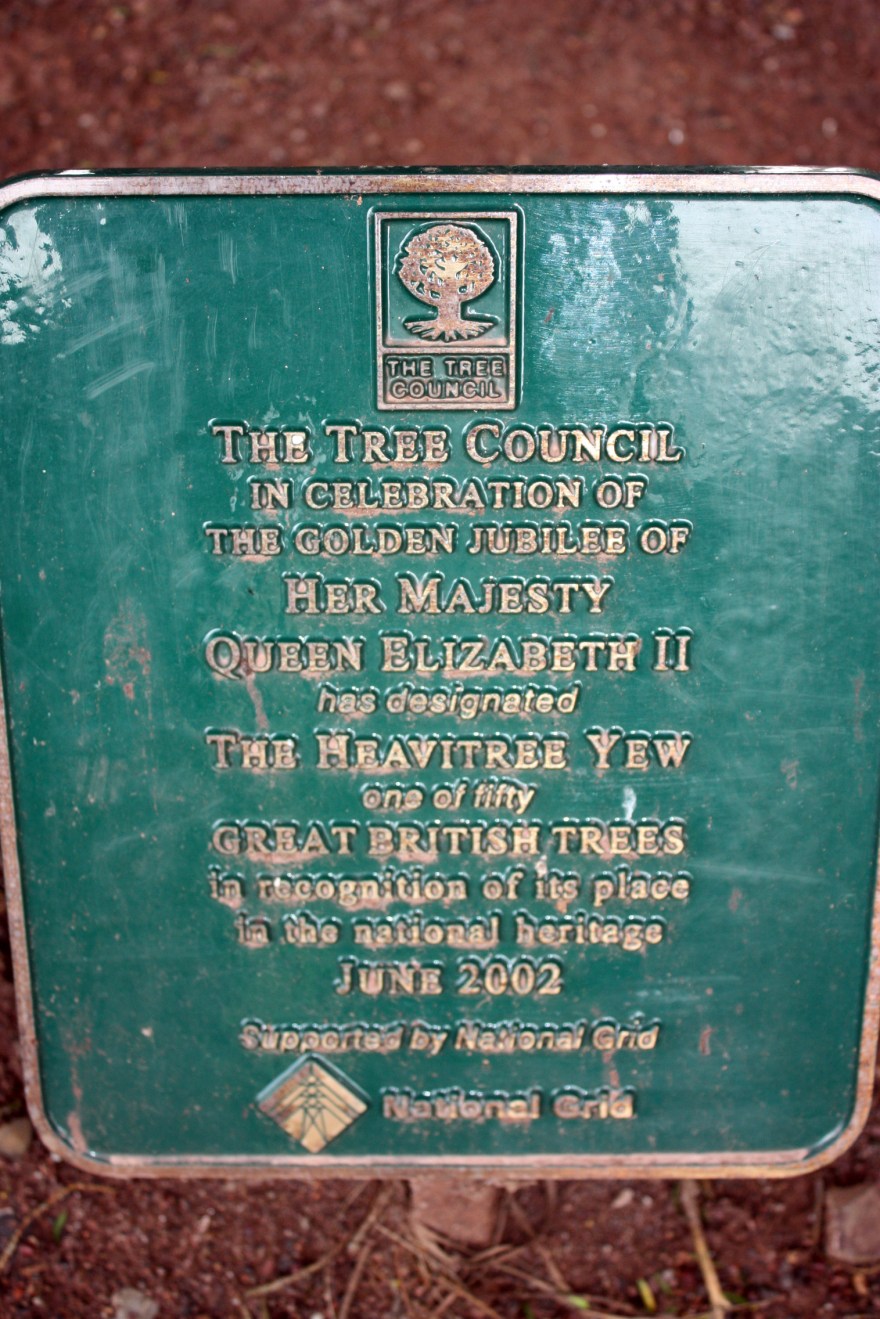 THE TREE
COUNCIL
THE TREE COUNCIL
IN CELEBRATION OF
THE GOLDEN JUBILEE OF
HER MAJESTY
QUEEN ELIZABETH II
has designated
THE HEAVITREE YEW
one of fifty
GREAT BRITISH TREES
in recognition of its place
in the national heritage
JUNE 2002
Supported by National Grid
National Grid